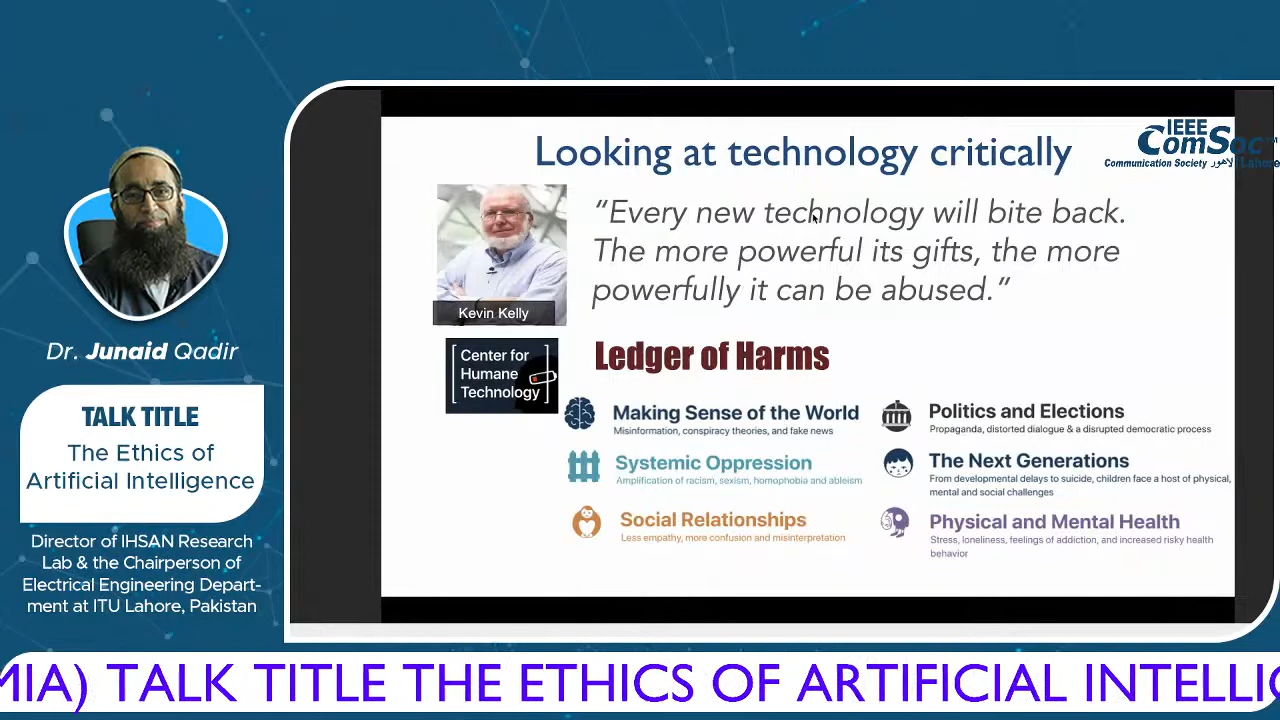 Looking at technology critically
IEEE
ComSoc™
Communication Society لاہور (Lahore
“Every new technology will bite back.
The more powerful its gifts, the more
powerfully it can be abused.”
Kevin Kelly
Center for
Humane
Technology
Ledger of Harms
Making Sense of the World
Misinformation, conspiracy theories, and fake news
Politics and Elections
Propaganda, distorted dialogue & a disrupted democratic process
Systemic Oppression
Amplification of racism, sexism, homophobia and ableism
The Next Generations
From developmental delays to suicide, children face a host of physical,
mental and social challenges
Social Relationships
Less empathy, more confusion and misinterpretation
Physical and Mental Health
Stress, loneliness, feelings of addiction, and increased risky health
behavior
Dr. Junaid Qadir
TALK TITLE
The Ethics of
Artificial Intelligence
Director of IHSAN Research
Lab & the Chairperson of
Electrical Engineering Depart-
ment at ITU Lahore, Pakistan
MIA) TALK TITLE THE ETHICS OF ARTIFICIAL INTELLIG